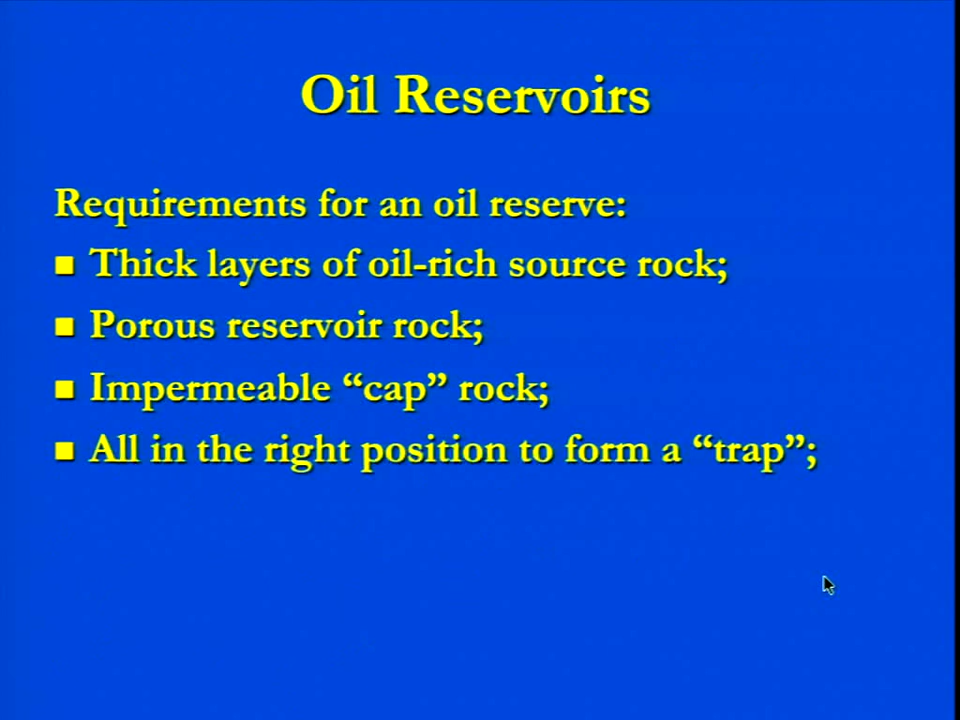 Oil Reservoirs
Requirements for an oil reserve:
■ Thick layers of oil-rich source rock;
■ Porous reservoir rock;
■ Impermeable “cap” rock;
■ All in the right position to form a “trap”;